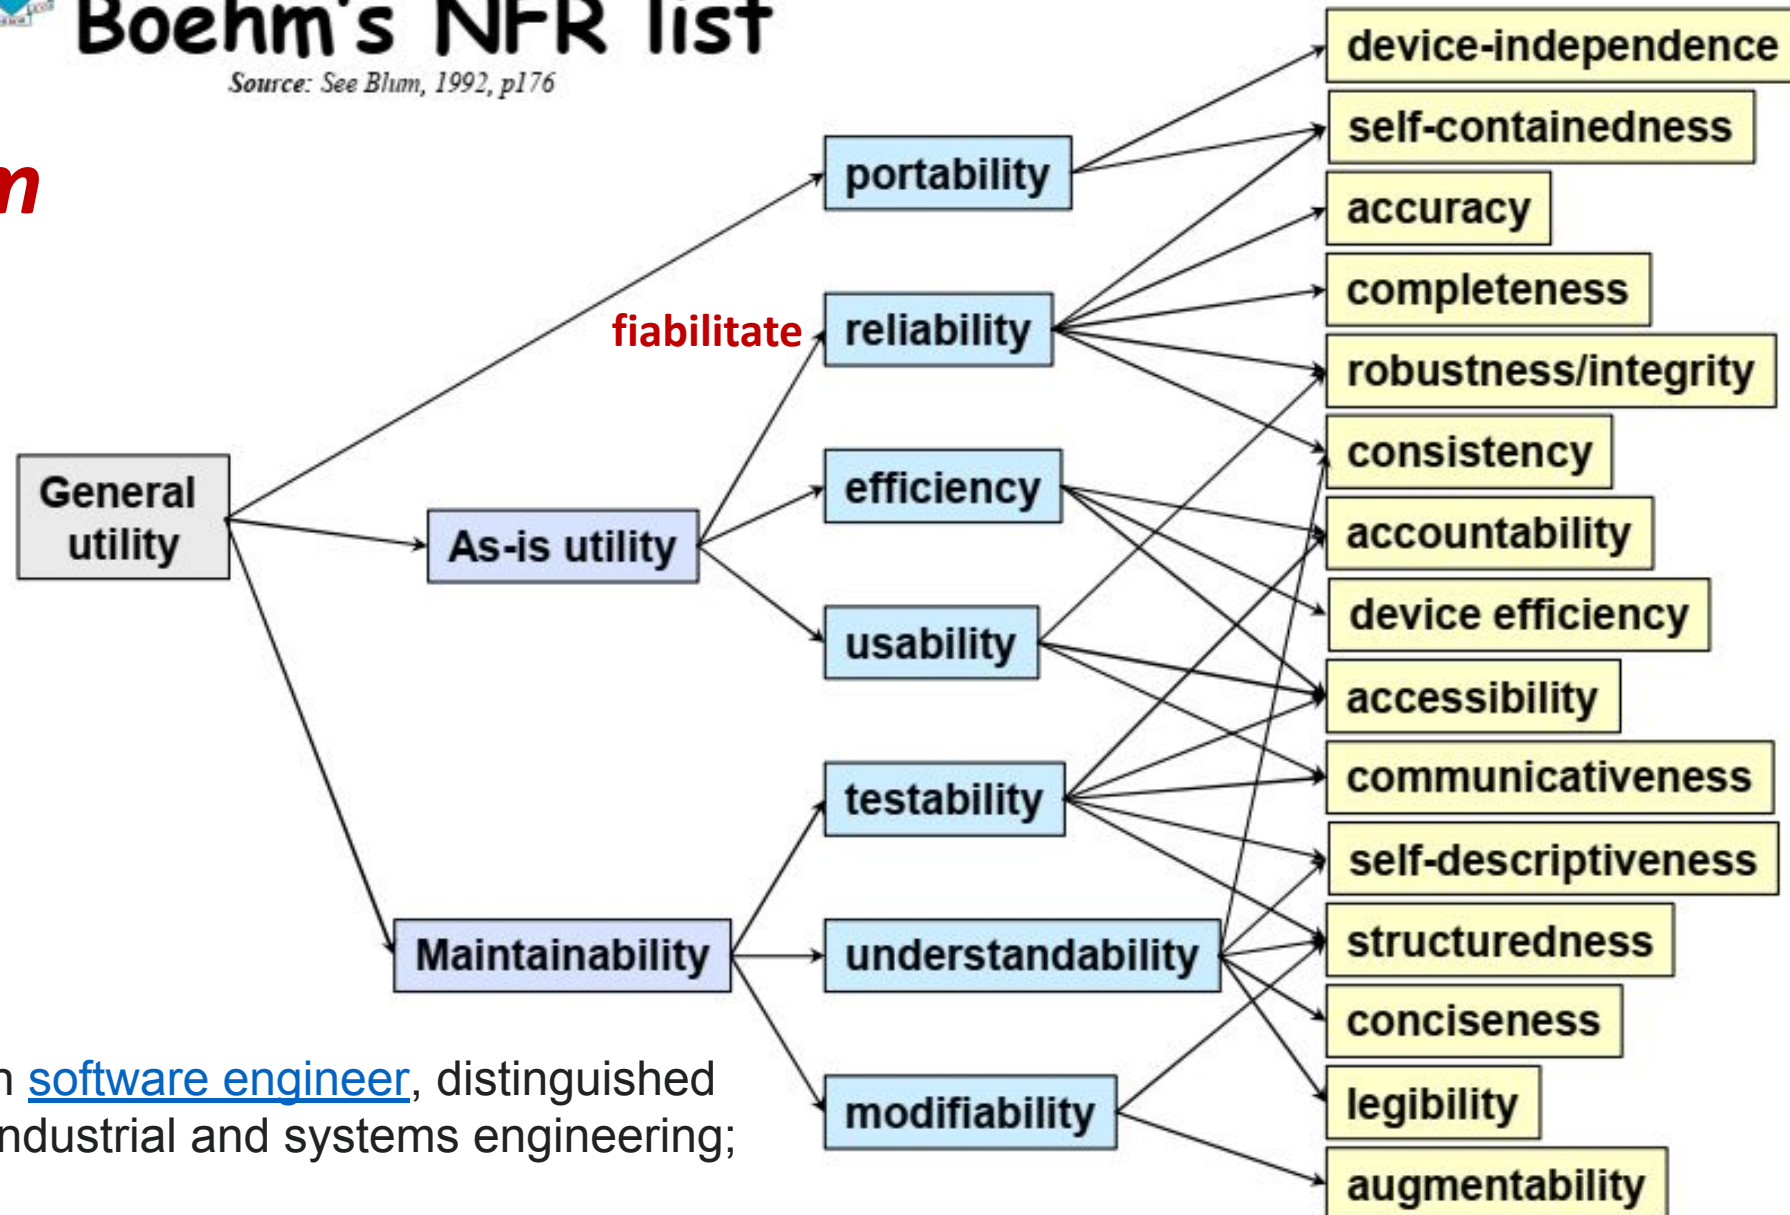 Boehm's NFR list
Source: See Blum, 1992, p176
m
portability
fiabilitate
reliability
efficiency
usability
testability
understandability
modifiability
General
utility
As-is utility
Maintainability
device-independence
self-containedness
accuracy
completeness
robustness/integrity
consistency
accountability
device efficiency
accessibility
communicativeness
self-descriptiveness
structuredness
conciseness
legibility
augmentability
n software engineer, distinguished
ndustrial and systems engineering;